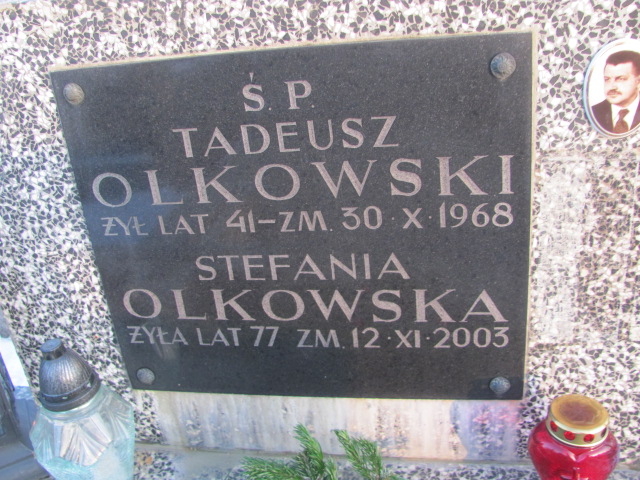 Ś. P.
TADEUSZ
OLKOWSKI
ŻYŁ LAT 41-ZM. 30·X·1968
STEFANIA
OLKOWSKA
ŻYŁA LAT 77 ZM. 12·XI·2003